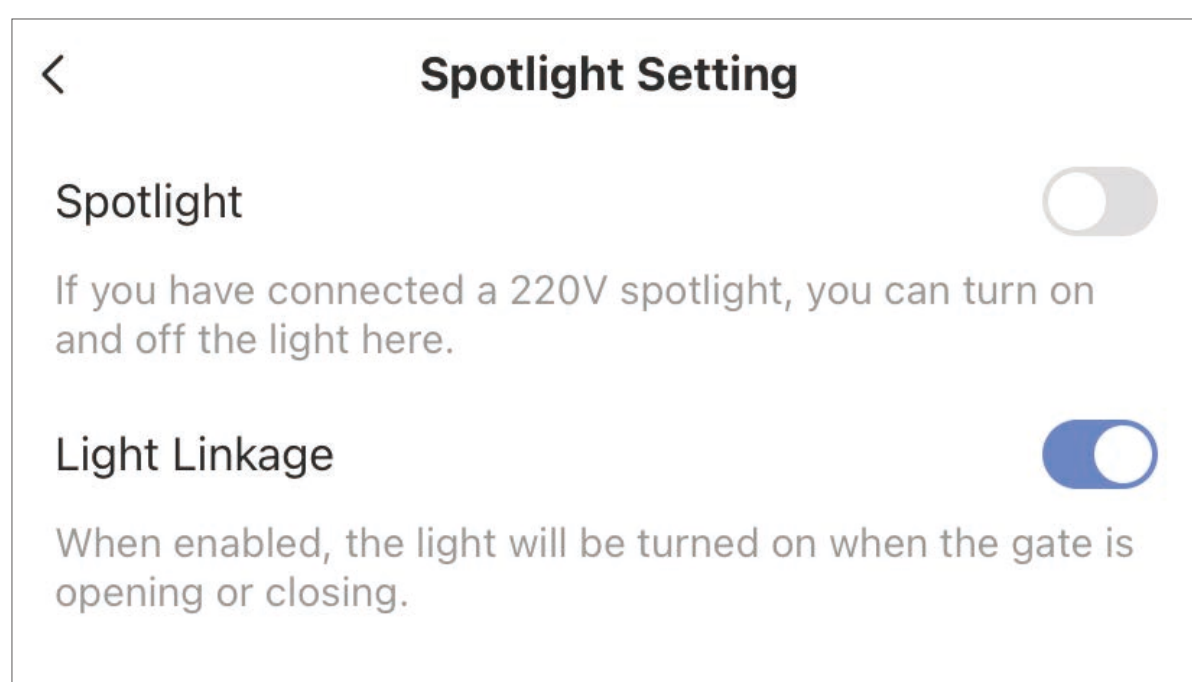 Spotlight Setting
Spotlight
If you have connected a 220V spotlight, you can turn on
and off the light here.
Light Linkage
When enabled, the light will be turned on when the gate is
opening or closing.